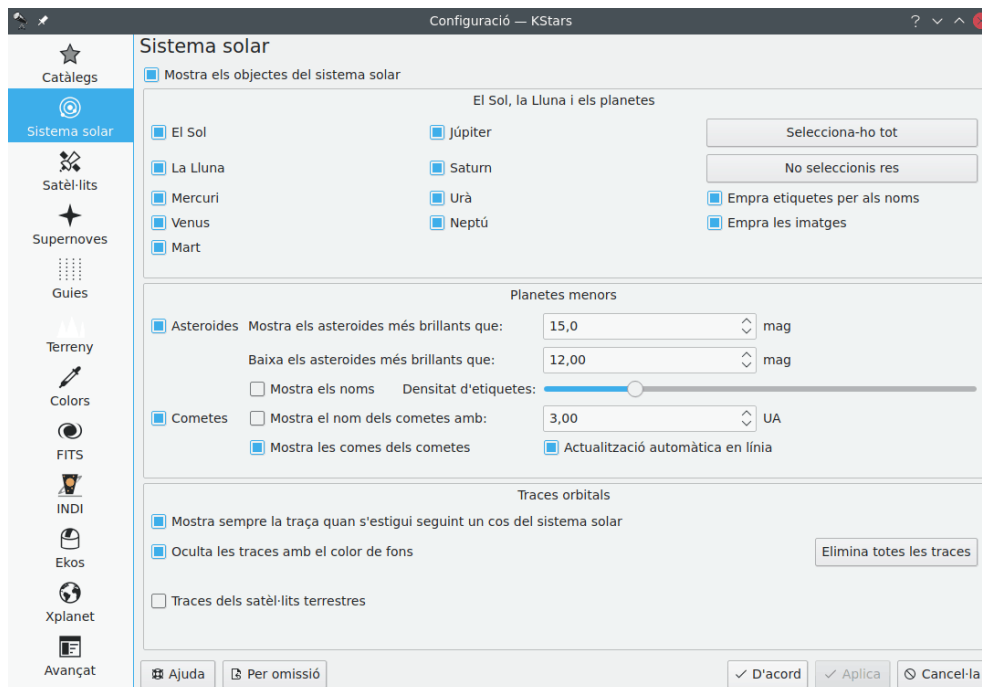 Configuració — KStars
Catàlegs
Sistema solar
Satèl·lits
Supernoves
Guies
Terreny
Colors
FITS
INDI
Ekos
Xplanet
Avançat
Sistema solar
Mostra els objectes del sistema solar
El Sol, la Lluna i els planetes
El Sol Júpiter Selecciona-ho tot
La Lluna Saturn No seleccionis res
Mercuri Urà Empra etiquetes per als noms
Venus Neptú Empra les imatges
Mart
Planetes menors
Asteroides Mostra els asteroides més brillants que: 15,0 mag
Baixa els asteroides més brillants que: 12,00 mag
Mostra els noms Densitat d'etiquetes:
Cometes Mostra el nom dels cometes amb: 3,00 UA
Mostra les comes dels cometes Actualització automàtica en línia
Traces orbitals
Mostra sempre la traça quan s'estigui seguint un cos del sistema solar
Oculta les traces amb el color de fons Elimina totes les traces
Traces dels satèl·lits terrestres
Ajuda Per omissió D'acord Aplica Cancel·la